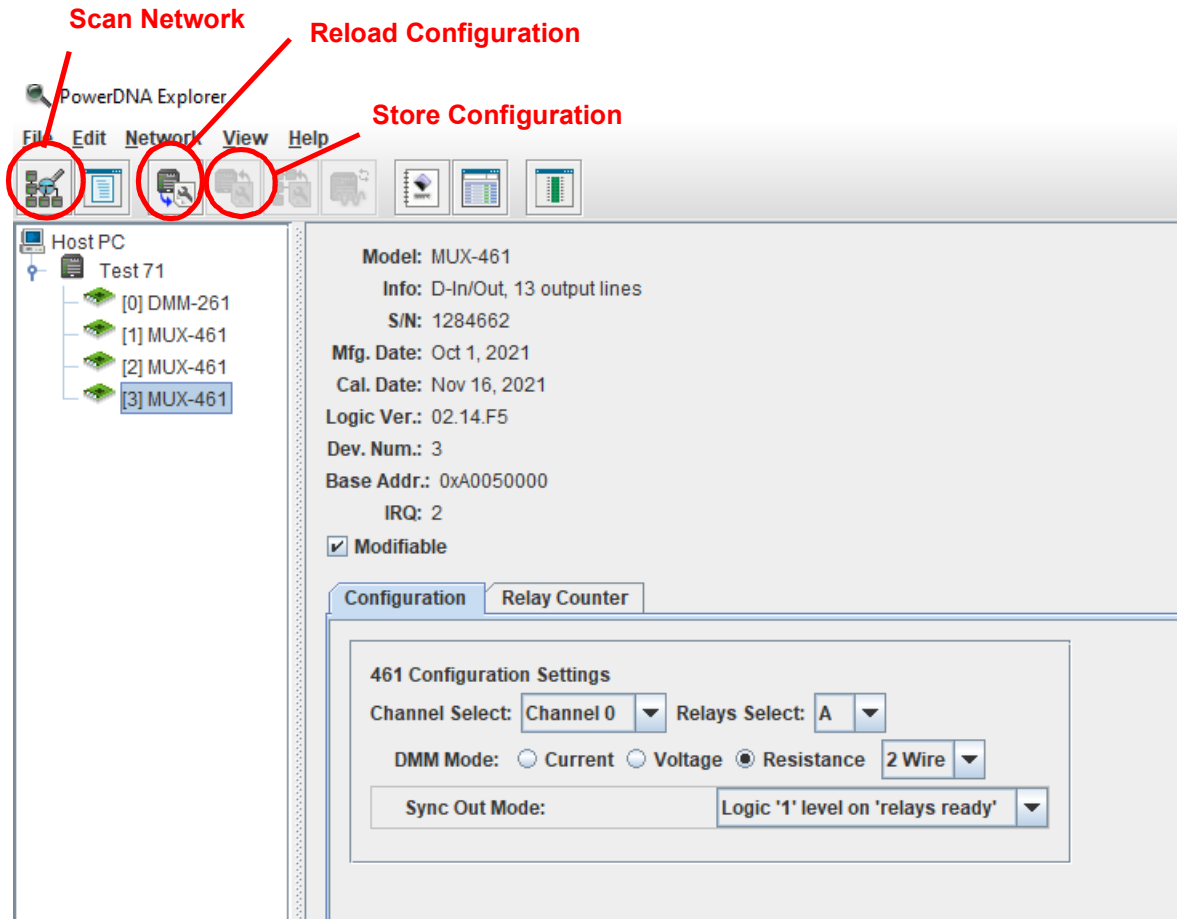 Scan Network
Reload Configuration
PowerDNA Explorer
Store Configuration
File Edit Network View Help
Host PC
Test 71
[0] DMM-261
[1] MUX-461
[2] MUX-461
[3] MUX-461
Model: MUX-461
Info: D-In/Out, 13 output lines
S/N: 1284662
Mfg. Date: Oct 1, 2021
Cal. Date: Nov 16, 2021
Logic Ver.: 02.14.F5
Dev. Num.: 3
Base Addr.: 0xA0050000
IRQ: 2
Modifiable
Configuration Relay Counter
461 Configuration Settings
Channel Select: Channel 0 Relays Select: A
DMM Mode: Current Voltage Resistance 2 Wire
Sync Out Mode: Logic '1' level on 'relays ready'